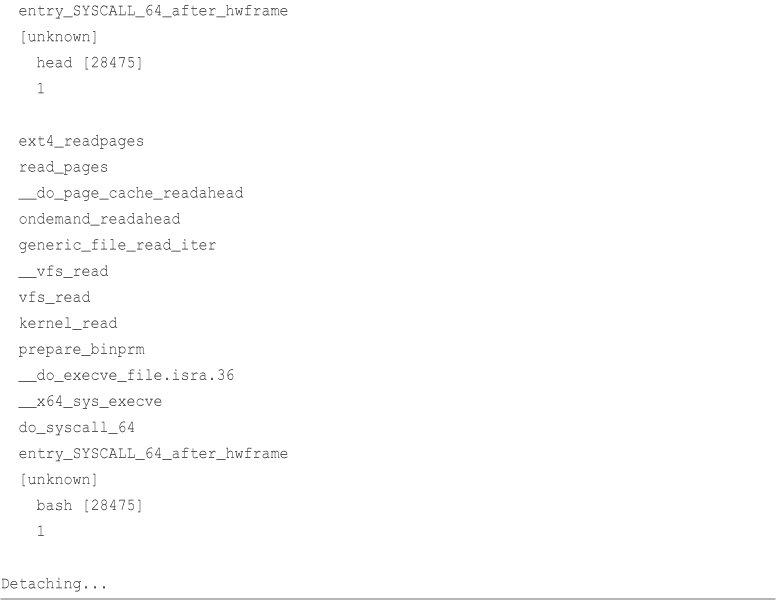 entry_SYSCALL_64_after_hwframe
[unknown]
head [28475]
1
ext4_readpages
read_pages
__do_page_cache_readahead
ondemand_readahead
generic_file_read_iter
__vfs_read
vfs_read
kernel_read
prepare_binprm
__do_execve_file.isra.36
__x64_sys_execve
do_syscall_64
entry_SYSCALL_64_after_hwframe
[unknown]
bash [28475]
1
Detaching...